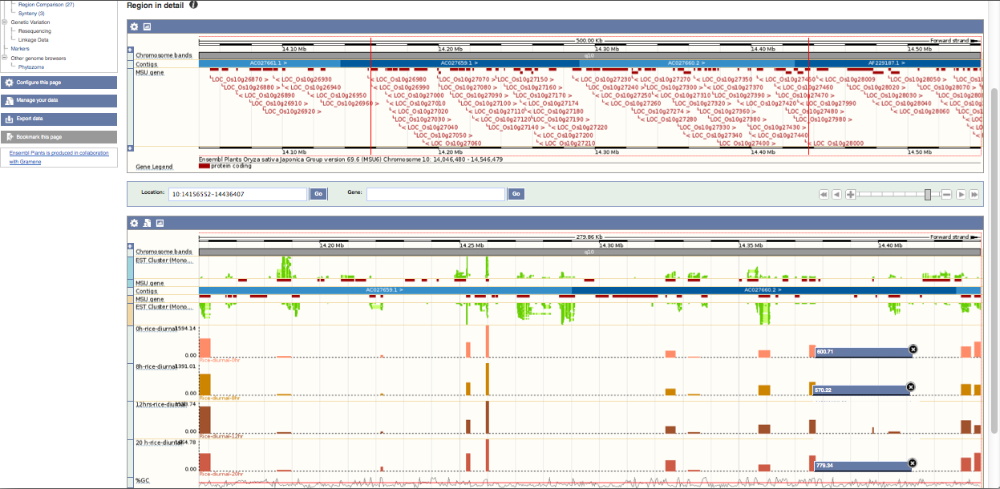 Region Comparison (27)
Synteny (3)
Genetic Variation
Resequencing
Linkage Data
Markers
Other genome browsers
Phytozome
Configure this page
Manage your data
Export data
Bookmark this page
Ensembl Plants is produced in collaboration
with Gramene
Region in detail
500.00 Kb Forward strand
14.10 Mb 14.20 Mb 14.30 Mb 14.40 Mb 14.50 Mb
Chromosome bands q10
Contigs AC027661.1 > AC027659.1 > AC027660.2 > AF229187.1 >
MSU gene
LOC_Os10g26870 > < LOC_Os10g26930 < LOC_Os10g26980 LOC_Os10g27070 > LOC_Os10g27150 > < LOC_Os10g27230 < LOC_Os10g27270 < LOC_Os10g27350 < LOC_Os10g27450 < LOC_Os10g28009 LOC_Os10g28050 >
LOC_Os10g26880 > < LOC_Os10g26940 < LOC_Os10g26990 LOC_Os10g27080 > LOC_Os10g27160 > < LOC_Os10g27240 > LOC_Os10g27300 > < LOC_Os10g27370 < LOC_Os10g27460 LOC_Os10g28020 > LOC_Os10g28070 >
LOC_Os10g26890 < LOC_Os10g26950 < LOC_Os10g27000 LOC_Os10g27090 > LOC_Os10g27170 > < LOC_Os10g27250 < LOC_Os10g27310 LOC_Os10g27390 > LOC_Os10g27470 > LOC_Os10g28030 >
LOC_Os10g26910 > LOC_Os10g26960 > < LOC_Os10g27010 LOC_Os10g27100 > < LOC_Os10g27174 < LOC_Os10g27260 LOC_Os10g27320 > < LOC_Os10g27420 < LOC_Os10g27990 < LOC_Os10g28040
LOC_Os10g26920 > < LOC_Os10g27020 < LOC_Os10g27110 < LOC_Os10g27180 LOC_Os10g27274 > LOC_Os10g27360 > LOC_Os10g27480 > < LOC_Os10g28060
LOC_Os10g27030 > < LOC_Os10g27120 LOC_Os10g27190 > < LOC_Os10g27280 LOC_Os10g27380 > LOC_Os10g27980 >
< LOC_Os10g27040 LOC_Os10g27140 > < LOC_Os10g27220 LOC_Os10g27330 > LOC_Os10g27430 >
LOC_Os10g27050 > < LOC_Os10g27200 < LOC_Os10g27340 < LOC_Os10g27440
< LOC_Os10g27060 < LOC_Os10g27210 LOC_Os10g27400 > < LOC_Os10g28000
14.10 Mb 14.20 Mb 14.30 Mb 14.40 Mb 14.50 Mb
Ensembl Plants Oryza sativa Japonica Group version 69.6 (MSU6) Chromosome 10: 14,046,480 - 14,546,479
Gene Legend protein coding
Location: 10:14156552-14436407 Go Gene: Go
279.86 Kb Forward strand
14.20 Mb 14.25 Mb 14.30 Mb 14.35 Mb 14.40 Mb
Chromosome bands q10
EST Cluster (Mono...
MSU gene
Contigs AC027659.1 > AC027660.2 >
MSU gene
EST Cluster (Mono...
0h-rice-diurnal 1594.14
600.71
0.00
Rice-diurnal-0hr
8h-rice-diurnal 1391.01
570.22
0.00
Rice-diurnal-8hr
12hrs-rice-diurnal
0.00
Rice-diurnal-12hr
20 h-rice-diurnal
779.34
0.00
Rice-diurnal-20hr
%GC